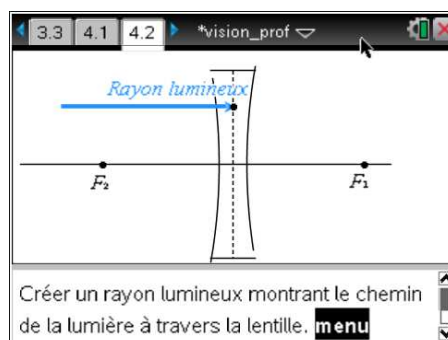 3.3 4.1 4.2 *vision_prof
Rayon lumineux
F₂ F₁
Créer un rayon lumineux montrant le chemin
de la lumière à travers la lentille. menu